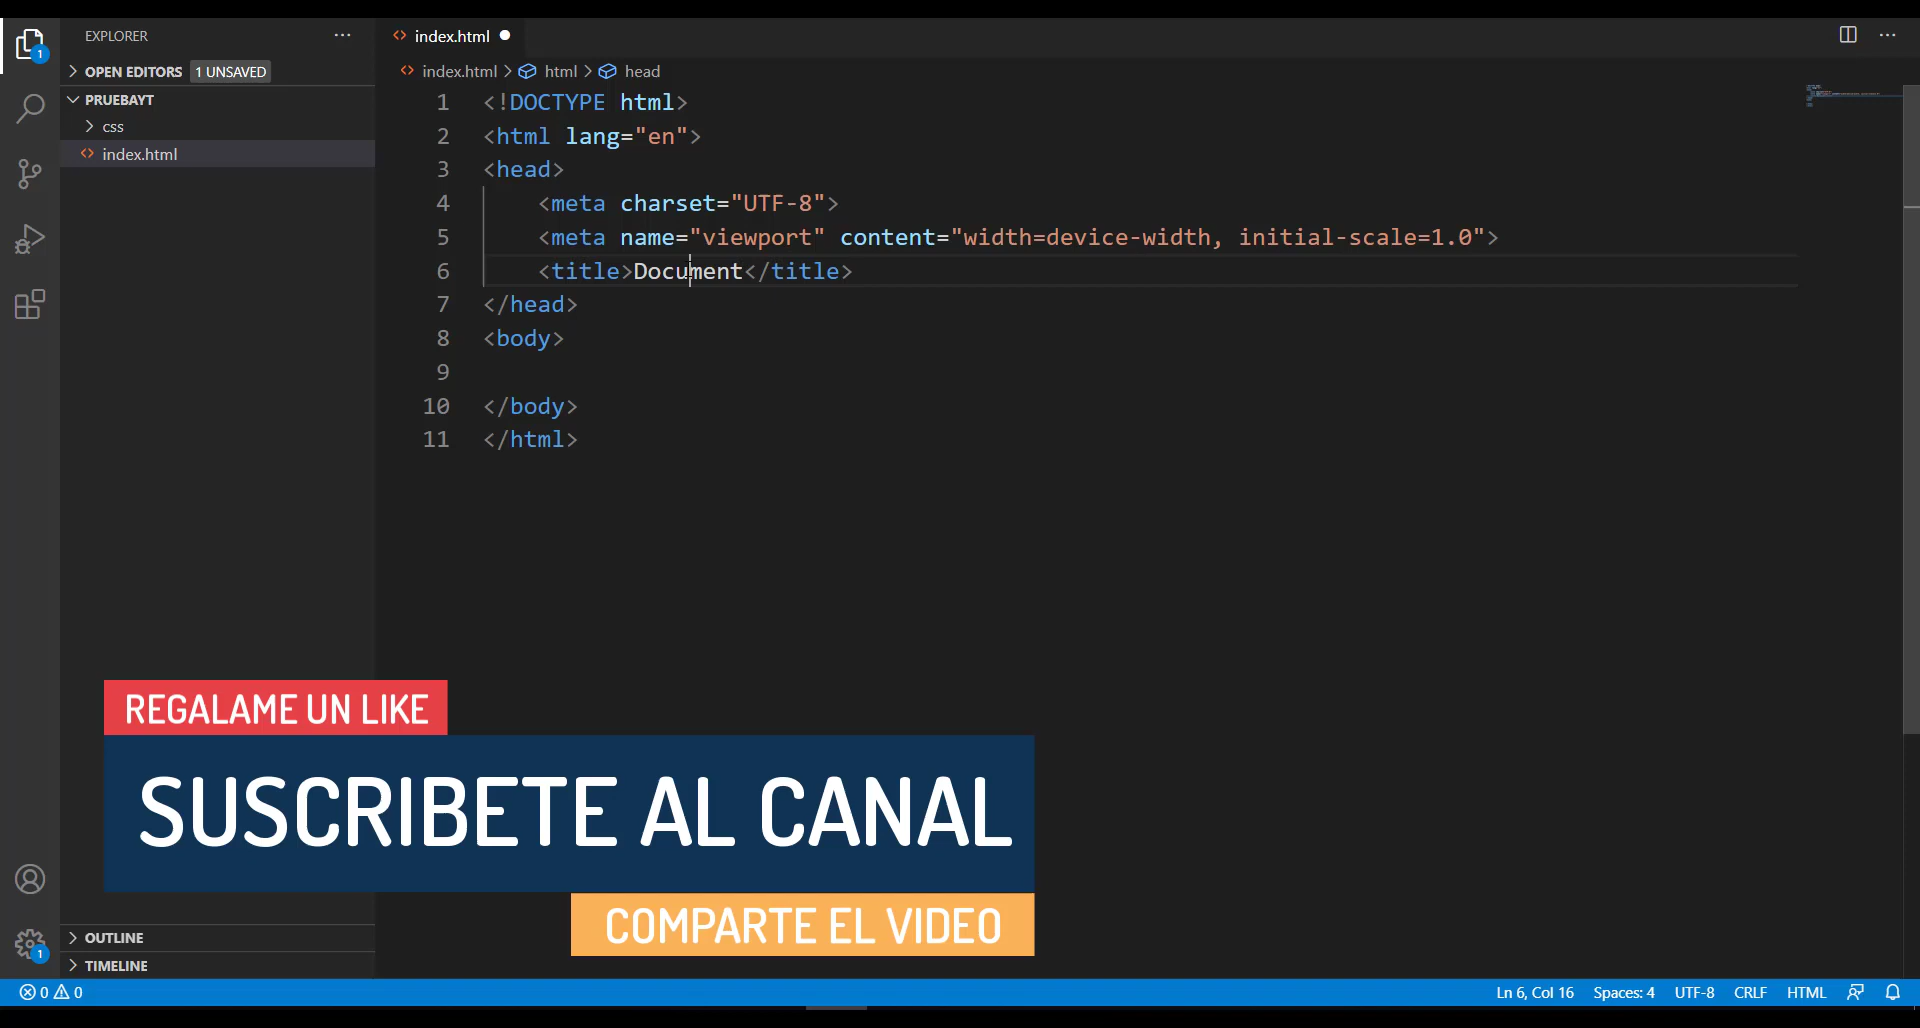 EXPLORER
OPEN EDITORS 1 UNSAVED
PRUEBAYT
css
index.html
index.html
index.html > html > head
1 <!DOCTYPE html>
2 <html lang="en">
3 <head>
4     <meta charset="UTF-8">
5     <meta name="viewport" content="width=device-width, initial-scale=1.0">
6     <title>Document</title>
7 </head>
8 <body>
9
10 </body>
11 </html>
REGALAME UN LIKE
SUSCRIBETE AL CANAL
COMPARTE EL VIDEO
OUTLINE
TIMELINE
1
1
0 0 Ln 6, Col 16 Spaces: 4 UTF-8 CRLF HTML